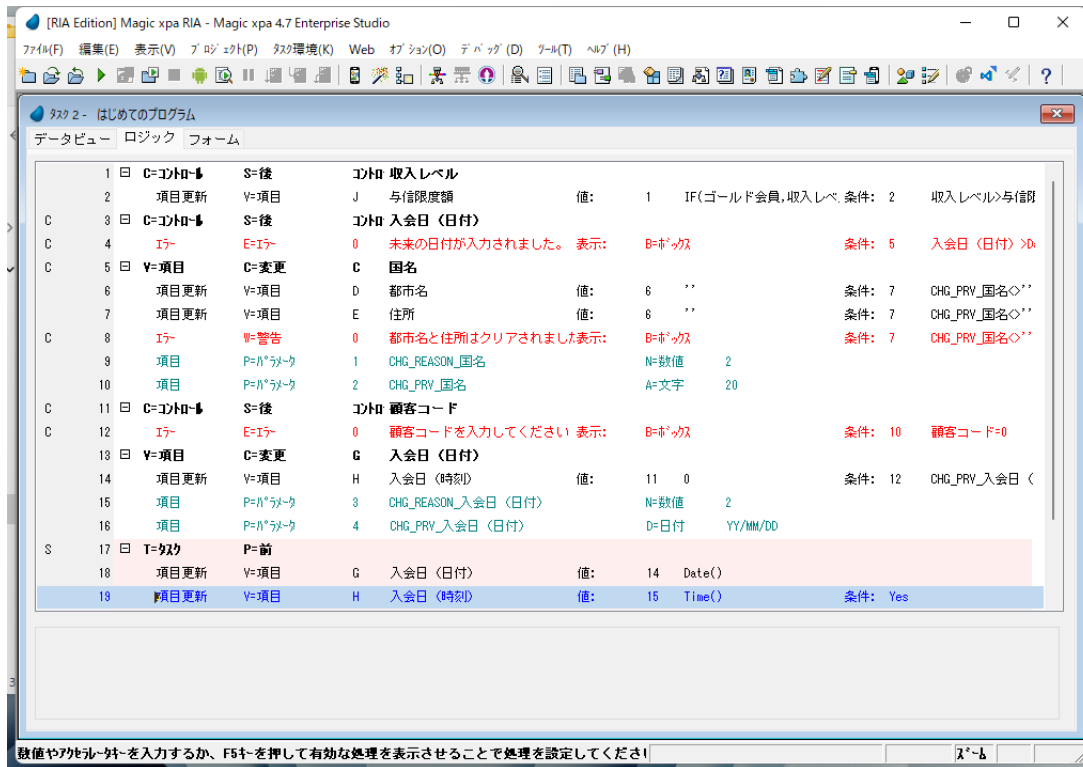 [RIA Edition] Magic xpa RIA - Magic xpa 4.7 Enterprise Studio
ファイル(F) 編集(E) 表示(V) プロジェクト(P) タスク環境(K) Web オプション(O) デバッグ(D) ツール(T) ヘルプ(H)
タスク 2 - はじめてのプログラム
データビュー ロジック フォーム
1 C=コントロール S=後 コントロ 収入レベル
2 項目更新 V=項目 J 与信限度額 値: 1 IF(ゴールド会員,収入レベ 条件: 2 収入レベル>与信限
C 3 C=コントロール S=後 コントロ 入会日（日付）
C 4 エラー E=エラー 0 未来の日付が入力されました。 表示: B=ボックス 条件: 5 入会日（日付）>Da
C 5 V=項目 C=変更 C 国名
6 項目更新 V=項目 D 都市名 値: 6 '' 条件: 7 CHG_PRV_国名<>''
7 項目更新 V=項目 E 住所 値: 6 '' 条件: 7 CHG_PRV_国名<>''
C 8 エラー W=警告 0 都市名と住所はクリアされました 表示: B=ボックス 条件: 7 CHG_PRV_国名<>''
9 項目 P=パラメータ 1 CHG_REASON_国名 N=数値 2
10 項目 P=パラメータ 2 CHG_PRV_国名 A=文字 20
C 11 C=コントロール S=後 コントロ 顧客コード
C 12 エラー E=エラー 0 顧客コードを入力してください 表示: B=ボックス 条件: 10 顧客コード=0
13 V=項目 C=変更 G 入会日（日付）
14 項目更新 V=項目 H 入会日（時刻） 値: 11 0 条件: 12 CHG_PRV_入会日（
15 項目 P=パラメータ 3 CHG_REASON_入会日（日付） N=数値 2
16 項目 P=パラメータ 4 CHG_PRV_入会日（日付） D=日付 YY/MM/DD
S 17 T=タスク P=前
18 項目更新 V=項目 G 入会日（日付） 値: 14 Date()
19 項目更新 V=項目 H 入会日（時刻） 値: 15 Time() 条件: Yes
数値やアクセラレータキーを入力するか、F5キーを押して有効な処理を表示させることで処理を設定してくださ
ズーム